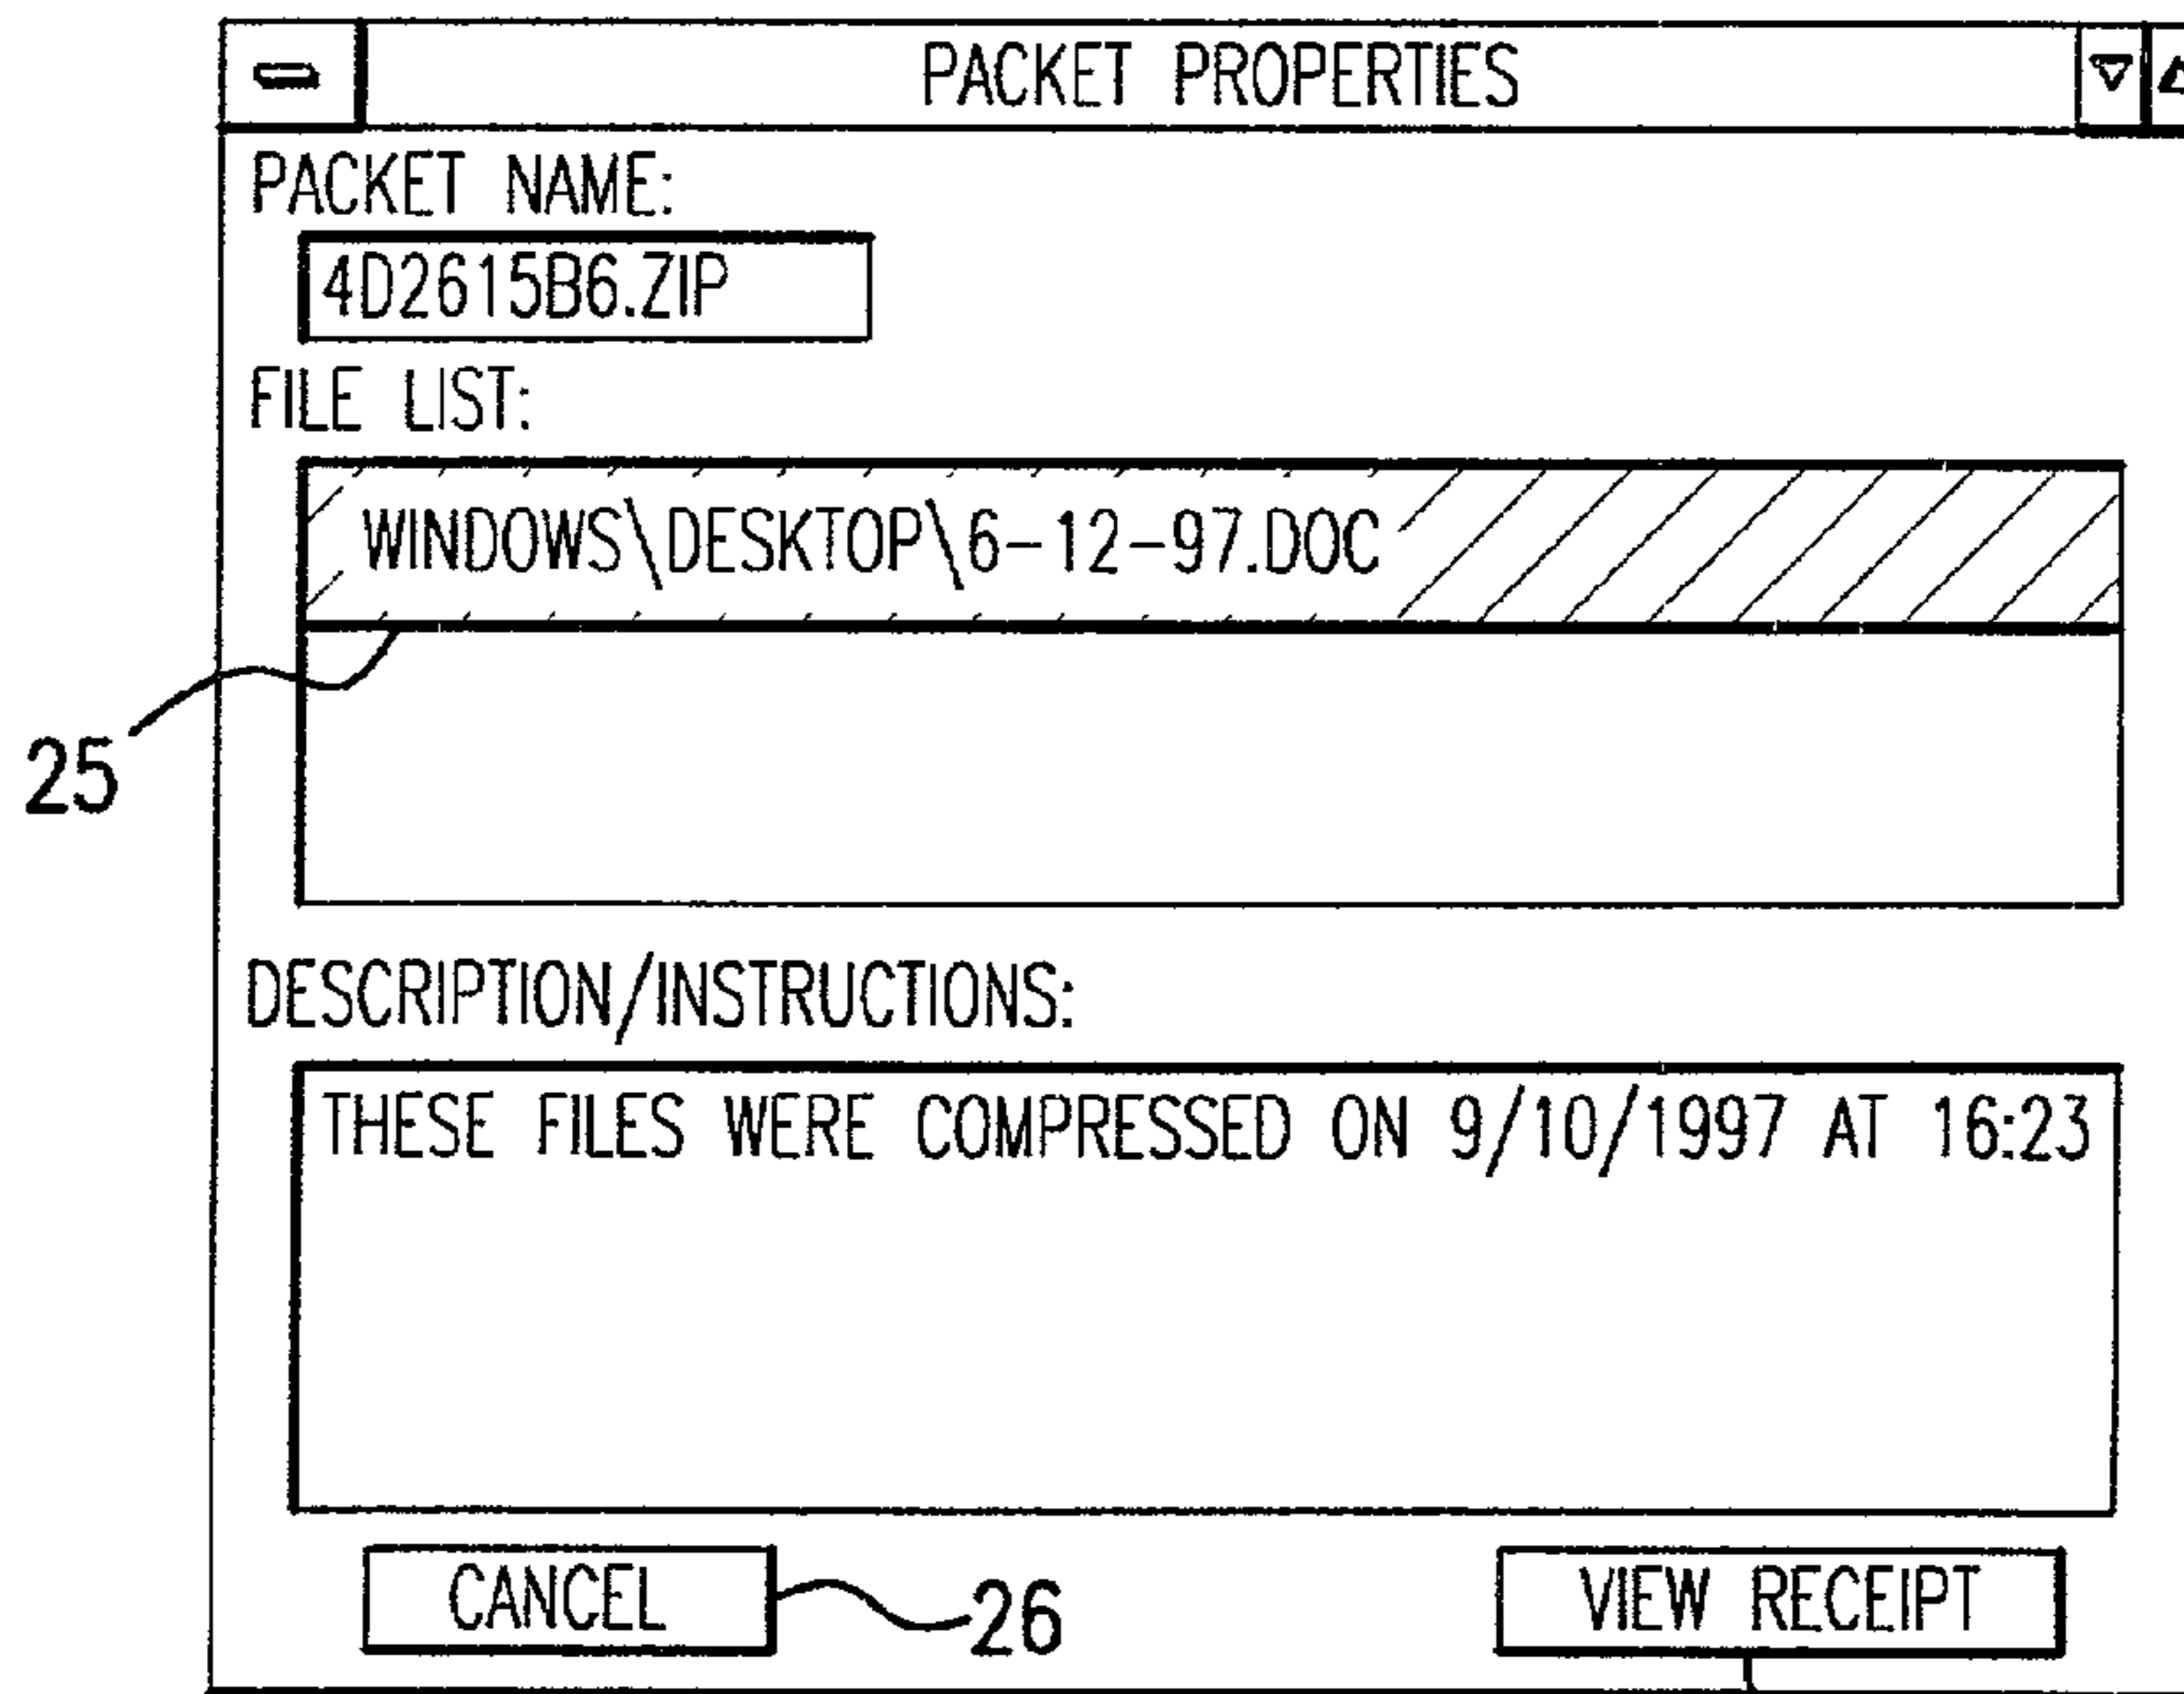 PACKET PROPERTIES
PACKET NAME:
4D2615B6.ZIP
FILE LIST:
WINDOWS\DESKTOP\6-12-97.DOC
25
DESCRIPTION/INSTRUCTIONS:
THESE FILES WERE COMPRESSED ON 9/10/1997 AT 16:23
CANCEL
26
VIEW RECEIPT